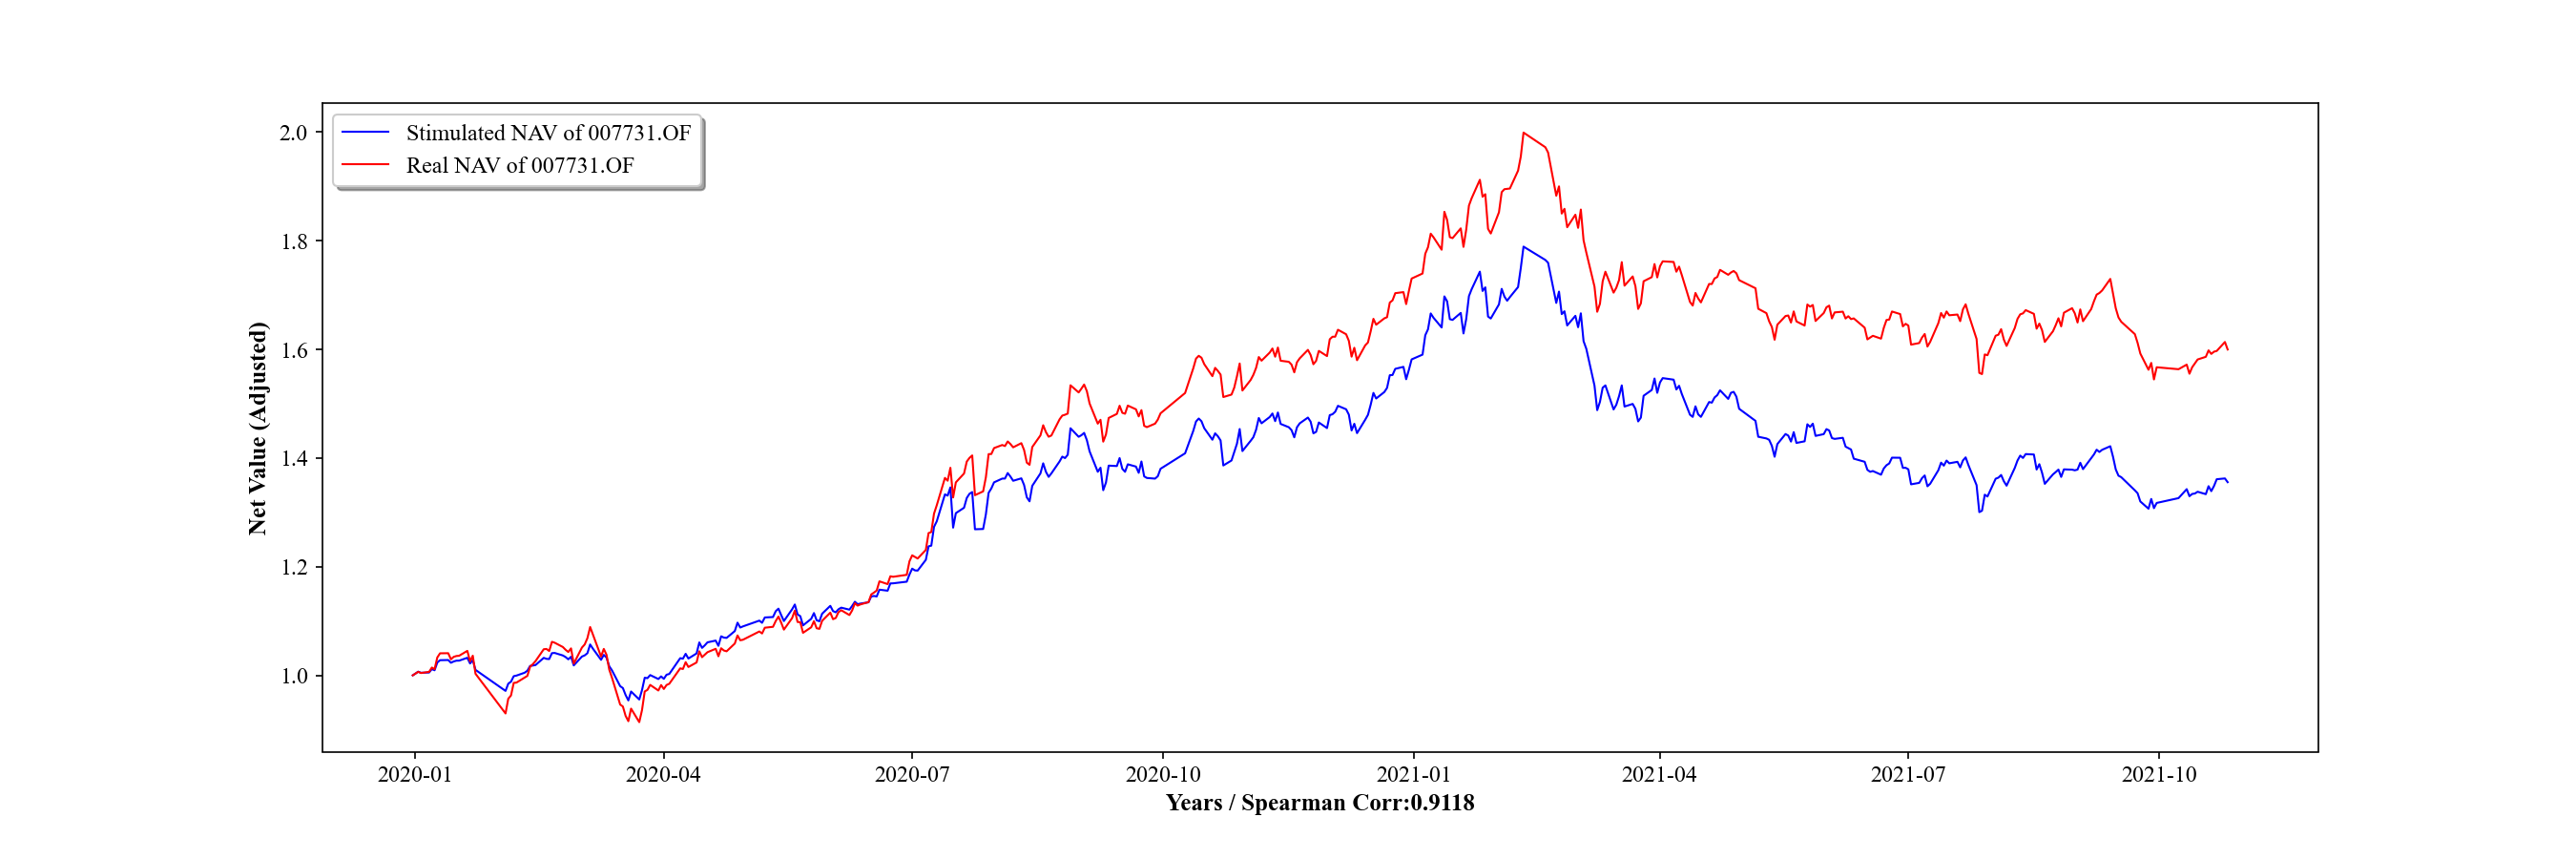 Stimulated NAV of 007731.OF
Real NAV of 007731.OF
Net Value (Adjusted)
2.0
1.8
1.6
1.4
1.2
1.0
2020-01 2020-04 2020-07 2020-10 2021-01 2021-04 2021-07 2021-10
Years / Spearman Corr:0.9118